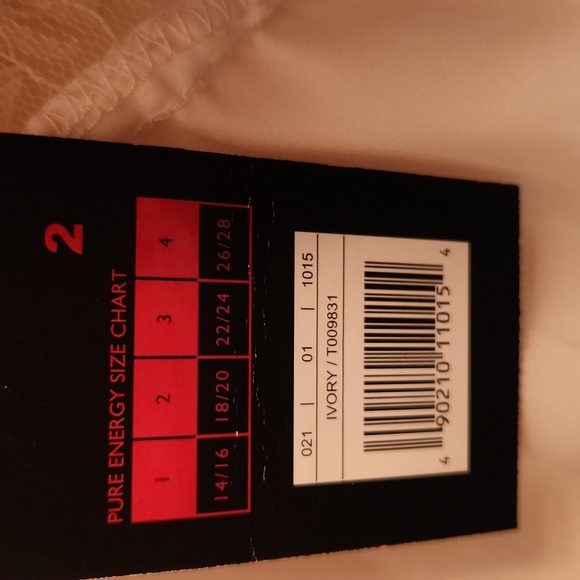 2
PURE ENERGY SIZE CHART
1 2 3 4
14/16 18/20 22/24 26/28
021 | 01 | 1015
IVORY / T009831
4 90210 11015 4